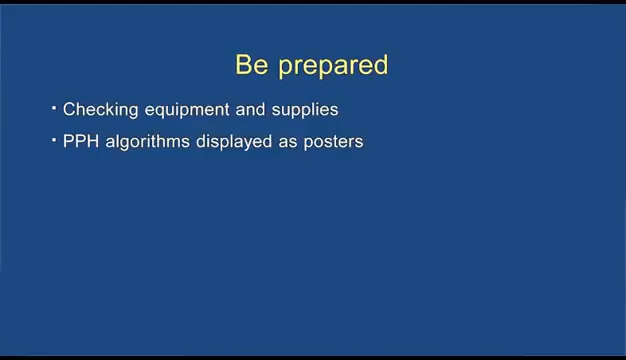 Be prepared
• Checking equipment and supplies
• PPH algorithms displayed as posters